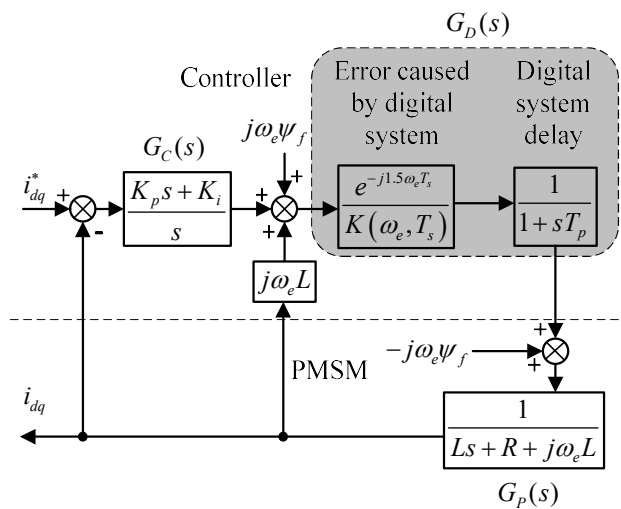 G_D(s)
Controller
Error caused
by digital
system
Digital
system
delay
jω_eψ_f
G_C(s)
i*_dq
+
-
K_p s + K_i
s
+
+
+
e^{-j1.5ω_eT_s}
K(ω_e, T_s)
1
1+sT_p
jω_eL
+
+
-jω_eψ_f
PMSM
i_dq
1
Ls + R + jω_eL
G_P(s)